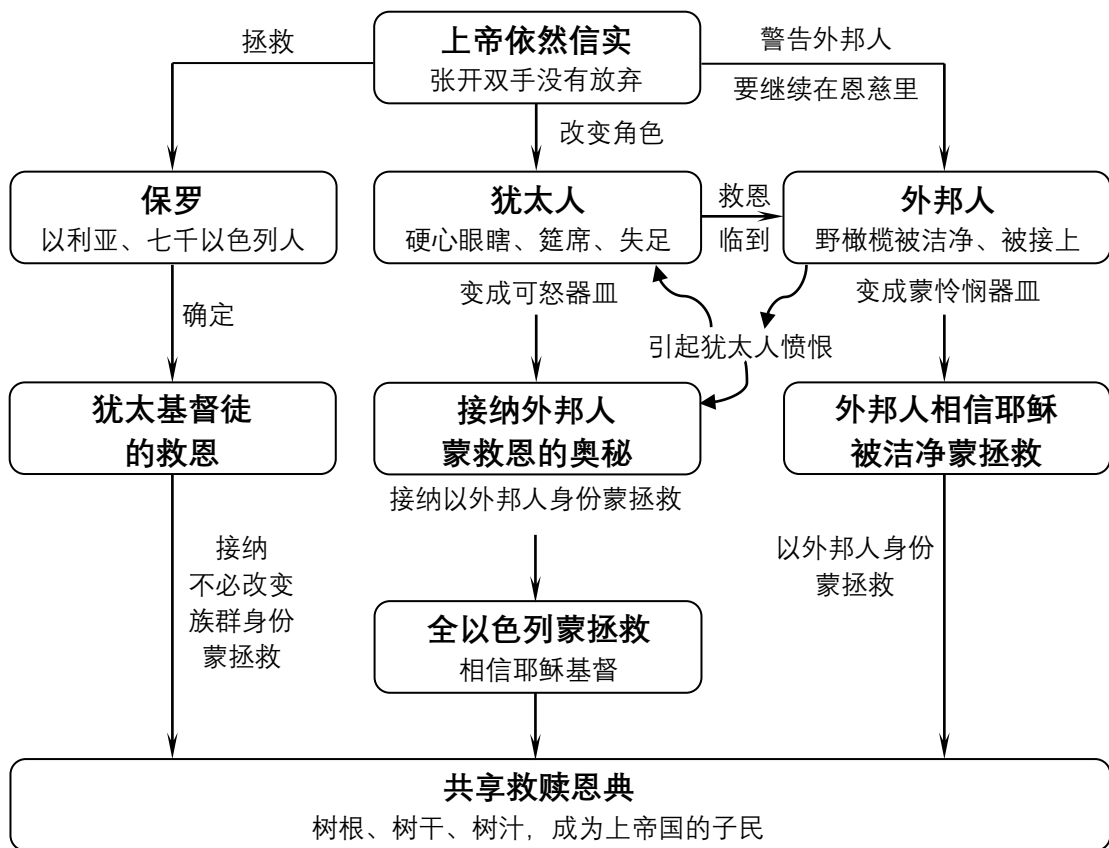 上帝依然信实
张开双手没有放弃
拯救
警告外邦人
要继续在恩慈里
改变角色
保罗
以利亚、七千以色列人
犹太人
硬心眼瞎、筵席、失足
救恩
临到
外邦人
野橄榄被洁净、被接上
确定
变成可怒器皿
变成蒙怜悯器皿
引起犹太人愤恨
犹太基督徒
的救恩
接纳外邦人
蒙救恩的奥秘
外邦人相信耶稣
被洁净蒙拯救
接纳以外邦人身份蒙拯救
接纳
不必改变
族群身份
蒙拯救
以外邦人身份
蒙拯救
全以色列蒙拯救
相信耶稣基督
共享救赎恩典
树根、树干、树汁，成为上帝国的子民